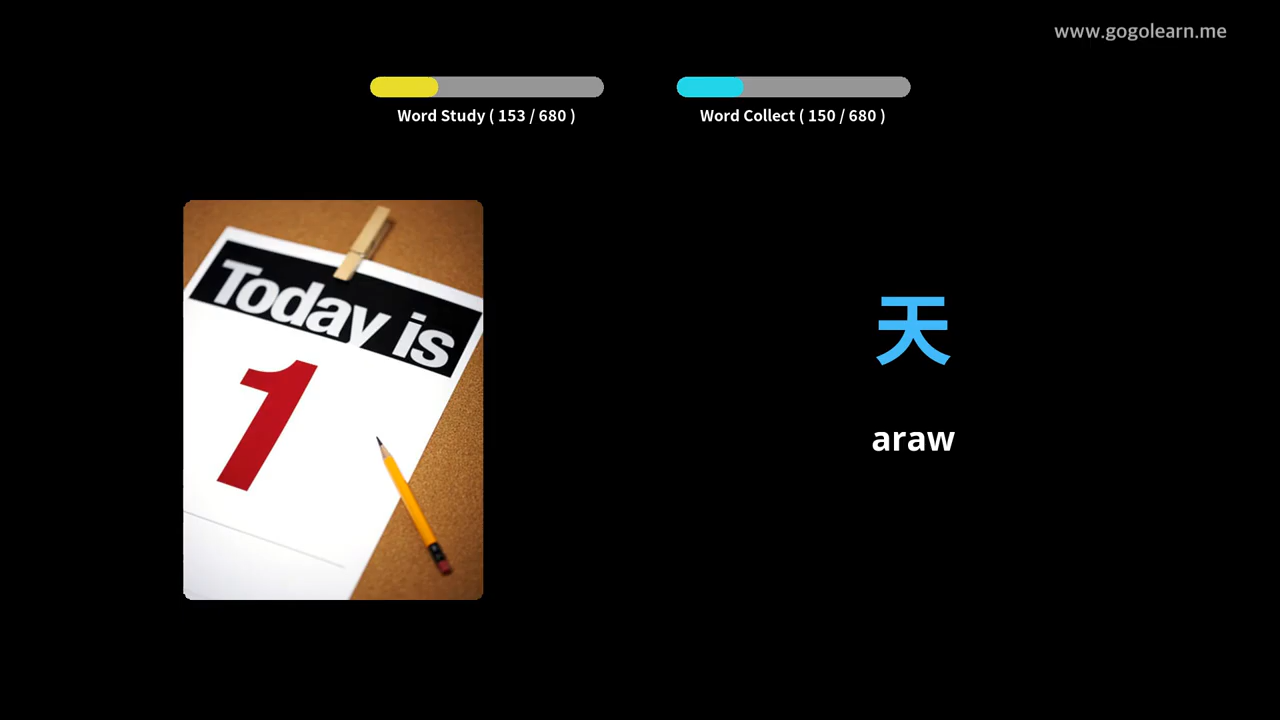 www.gogolearn.me
Word Study ( 153 / 680 )
Word Collect ( 150 / 680 )
Today is
1
天
araw